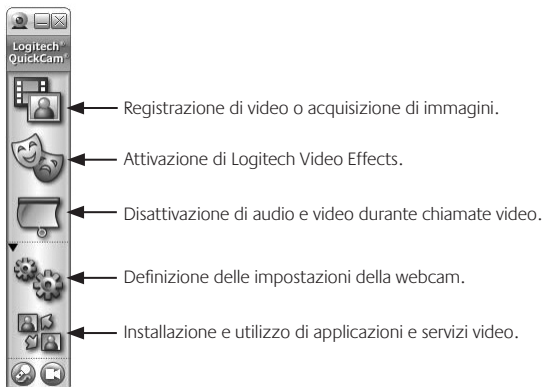 Logitech®
QuickCam®
Registrazione di video o acquisizione di immagini.
Attivazione di Logitech Video Effects.
Disattivazione di audio e video durante chiamate video.
Definizione delle impostazioni della webcam.
Installazione e utilizzo di applicazioni e servizi video.